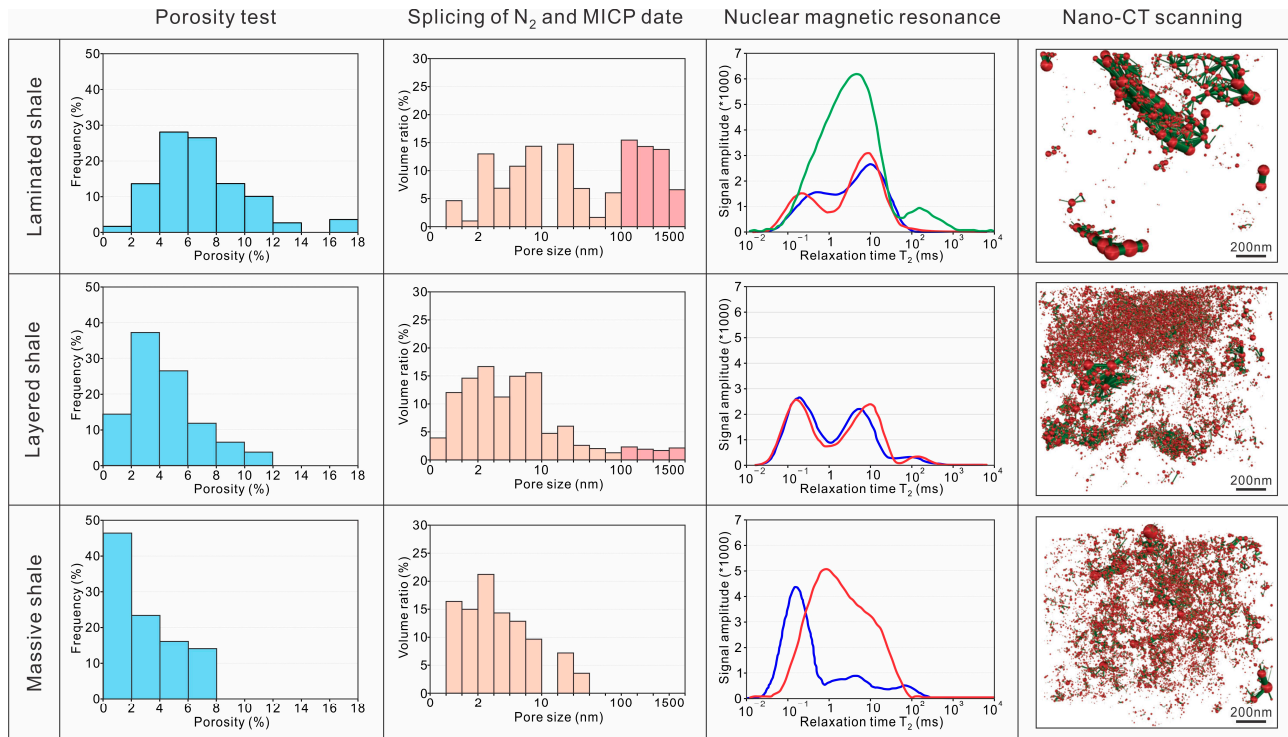 Porosity test
Splicing of N₂ and MICP date
Nuclear magnetic resonance
Nano-CT scanning
Laminated shale
Frequency (%)
50
40
30
20
10
0
0 2 4 6 8 10 12 14 16 18
Porosity (%)
Volume ratio (%)
30
25
20
15
10
5
0
0 2 10 100 1500
Pore size (nm)
Signal amplitude (*1000)
7
6
5
4
3
2
1
0
10⁻² 10⁻¹ 1 10 10² 10³ 10⁴
Relaxation time T₂ (ms)
200nm
Layered shale
Frequency (%)
50
40
30
20
10
0
0 2 4 6 8 10 12 14 16 18
Porosity (%)
Volume ratio (%)
30
25
20
15
10
5
0
0 2 10 100 1500
Pore size (nm)
Signal amplitude (*1000)
7
6
5
4
3
2
1
0
10⁻² 10⁻¹ 1 10 10² 10³ 10⁴
Relaxation time T₂ (ms)
200nm
Massive shale
Frequency (%)
50
40
30
20
10
0
0 2 4 6 8 10 12 14 16 18
Porosity (%)
Volume ratio (%)
30
25
20
15
10
5
0
0 2 10 100 1500
Pore size (nm)
Signal amplitude (*1000)
7
6
5
4
3
2
1
0
10⁻² 10⁻¹ 1 10 10² 10³ 10⁴
Relaxation time T₂ (ms)
200nm